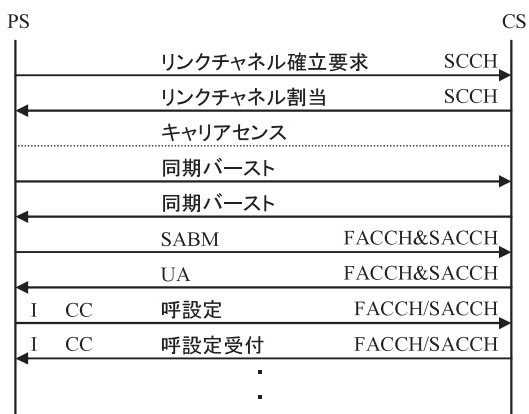 PS CS
リンクチャネル確立要求 SCCH
リンクチャネル割当 SCCH
キャリアセンス
同期バースト
同期バースト
SABM FACCH&SACCH
UA FACCH&SACCH
I CC 呼設定 FACCH/SACCH
I CC 呼設定受付 FACCH/SACCH